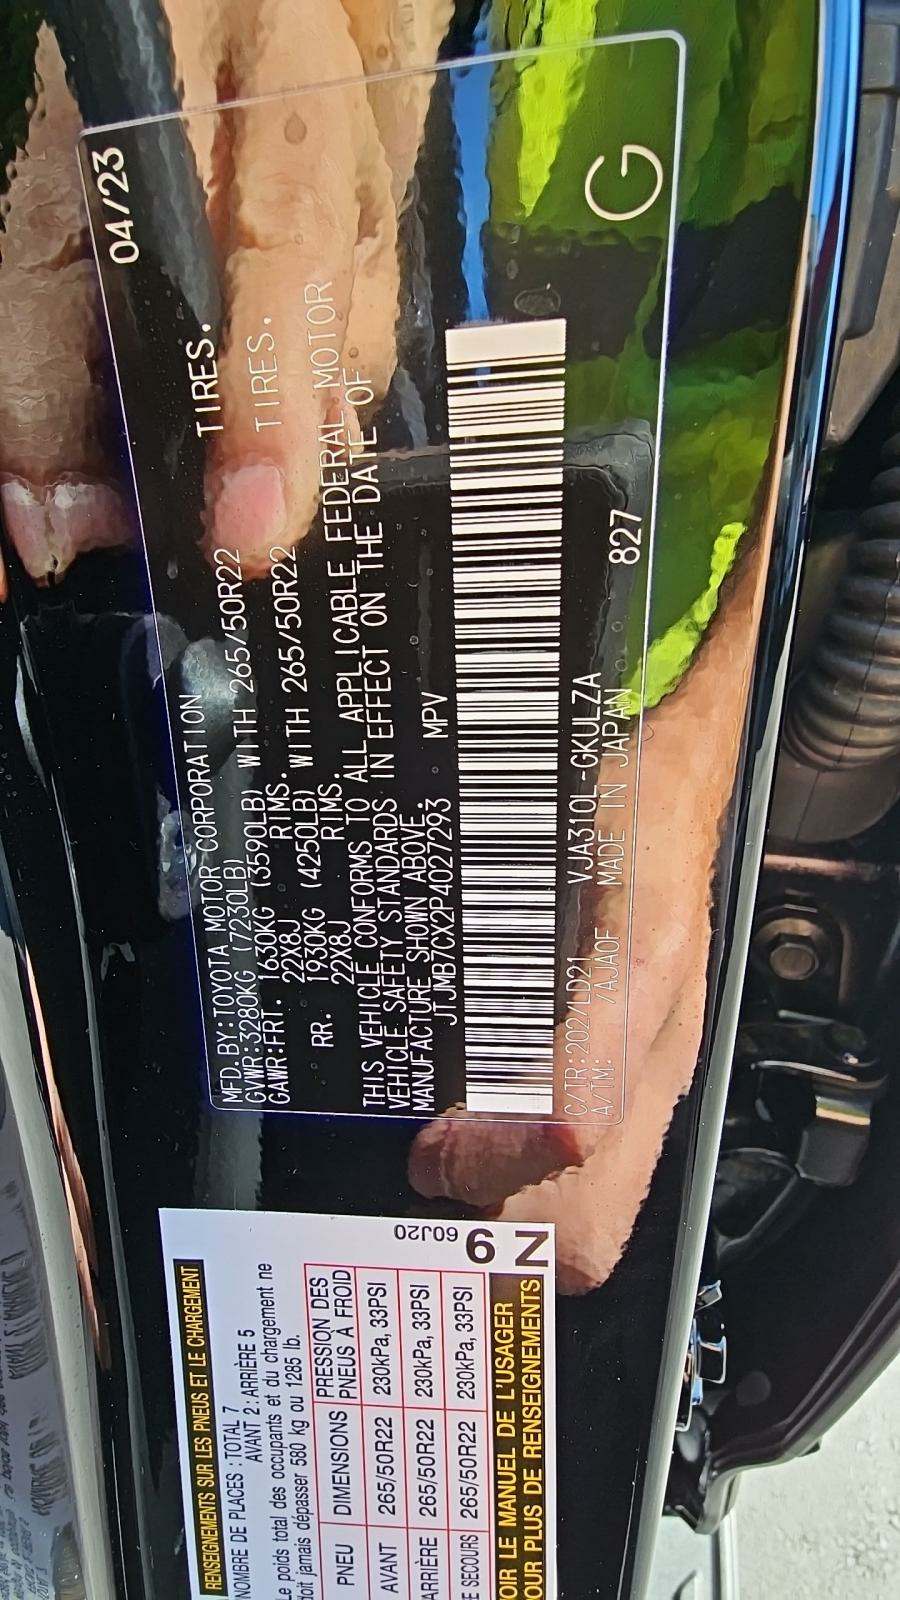 04/23
MFD.BY:TOYOTA MOTOR CORPORATION
GVWR:3280KG (7230LB)
GAWR:FRT. 1630KG (3590LB) WITH 265/50R22 TIRES.
22X8J RIMS.
RR. 1930KG (4250LB) WITH 265/50R22 TIRES.
22X8J RIMS.
THIS VEHICLE CONFORMS TO ALL APPLICABLE FEDERAL MOTOR
VEHICLE SAFETY STANDARDS IN EFFECT ON THE DATE OF
MANUFACTURE SHOWN ABOVE.
JTJMB7CX2P4027293 MPV
C/TR:202/LD21 VJA310L-GKULZA
A/TM: /AJA0F MADE IN JAPAN 827
G
RENSEIGNEMENTS SUR LES PNEUS ET LE CHARGEMENT
NOMBRE DE PLACES : TOTAL 7
AVANT 2 : ARRIÈRE 5
Le poids total des occupants et du chargement ne
doit jamais dépasser 580 kg ou 1285 lb.
PNEU DIMENSIONS PRESSION DES PNEUS À FROID
AVANT 265/50R22 230kPa, 33PSI
ARRIÈRE 265/50R22 230kPa, 33PSI
E SECOURS 265/50R22 230kPa, 33PSI
OIR LE MANUEL DE L'USAGER
OUR PLUS DE RENSEIGNEMENTS
60J20
9
Z